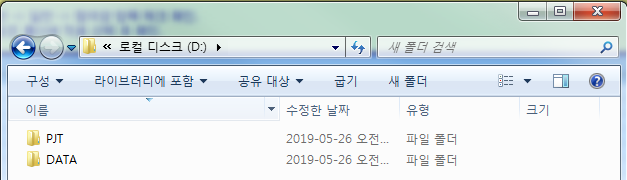 « 로컬 디스크 (D:) ▸ 새 폴더 검색
구성 ▼ 라이브러리에 포함 ▼ 공유 대상 ▼ 굽기 새 폴더
이름 수정한 날짜 유형 크기
PJT 2019-05-26 오전... 파일 폴더
DATA 2019-05-26 오전... 파일 폴더